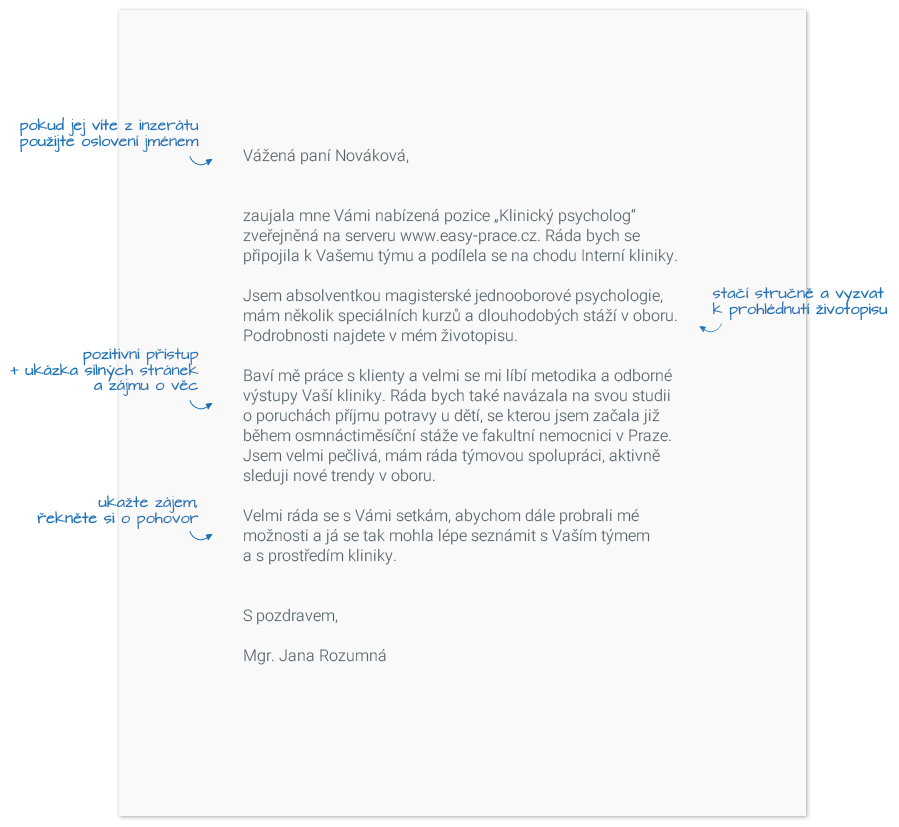 pokud jej víte z inzerátu
použijte oslovení jménem
Vážená paní Nováková,
zaujala mne Vámi nabízená pozice „Klinický psycholog“
zveřejněná na serveru www.easy-prace.cz. Ráda bych se
připojila k Vašemu týmu a podílela se na chodu Interní kliniky.
Jsem absolventkou magisterské jednooborové psychologie,
mám několik speciálních kurzů a dlouhodobých stáží v oboru.
Podrobnosti najdete v mém životopisu.
stačí stručně a vyzvat
k prohlédnutí životopisu
pozitivní přístup
+ ukázka silných stránek
a zájmu o věc
Baví mě práce s klienty a velmi se mi líbí metodika a odborné
výstupy Vaší kliniky. Ráda bych také navázala na svou studii
o poruchách příjmu potravy u dětí, se kterou jsem začala již
během osmnáctiměsíční stáže ve fakultní nemocnici v Praze.
Jsem velmi pečlivá, mám ráda týmovou spolupráci, aktivně
sleduji nové trendy v oboru.
ukažte zájem,
řekněte si o pohovor
Velmi ráda se s Vámi setkám, abychom dále probrali mé
možnosti a já se tak mohla lépe seznámit s Vaším týmem
a s prostředím kliniky.
S pozdravem,
Mgr. Jana Rozumná